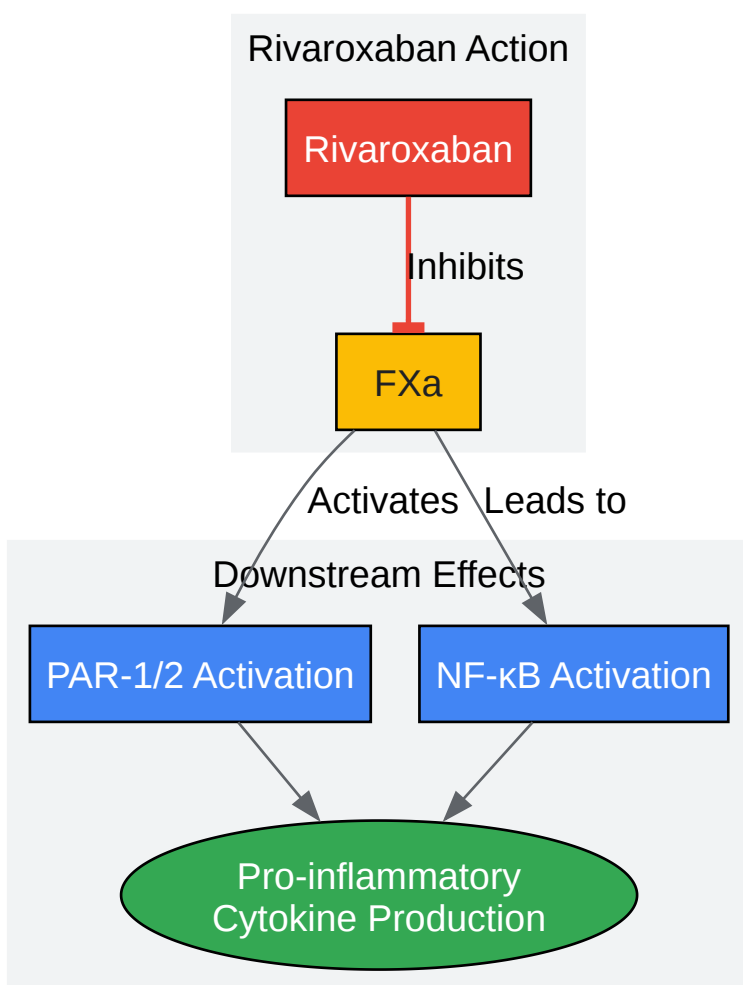 Rivaroxaban Action
Rivaroxaban
Inhibits
FXa
Activates
Leads to
Downstream Effects
PAR-1/2 Activation
NF-κB Activation
Pro-inflammatory
Cytokine Production